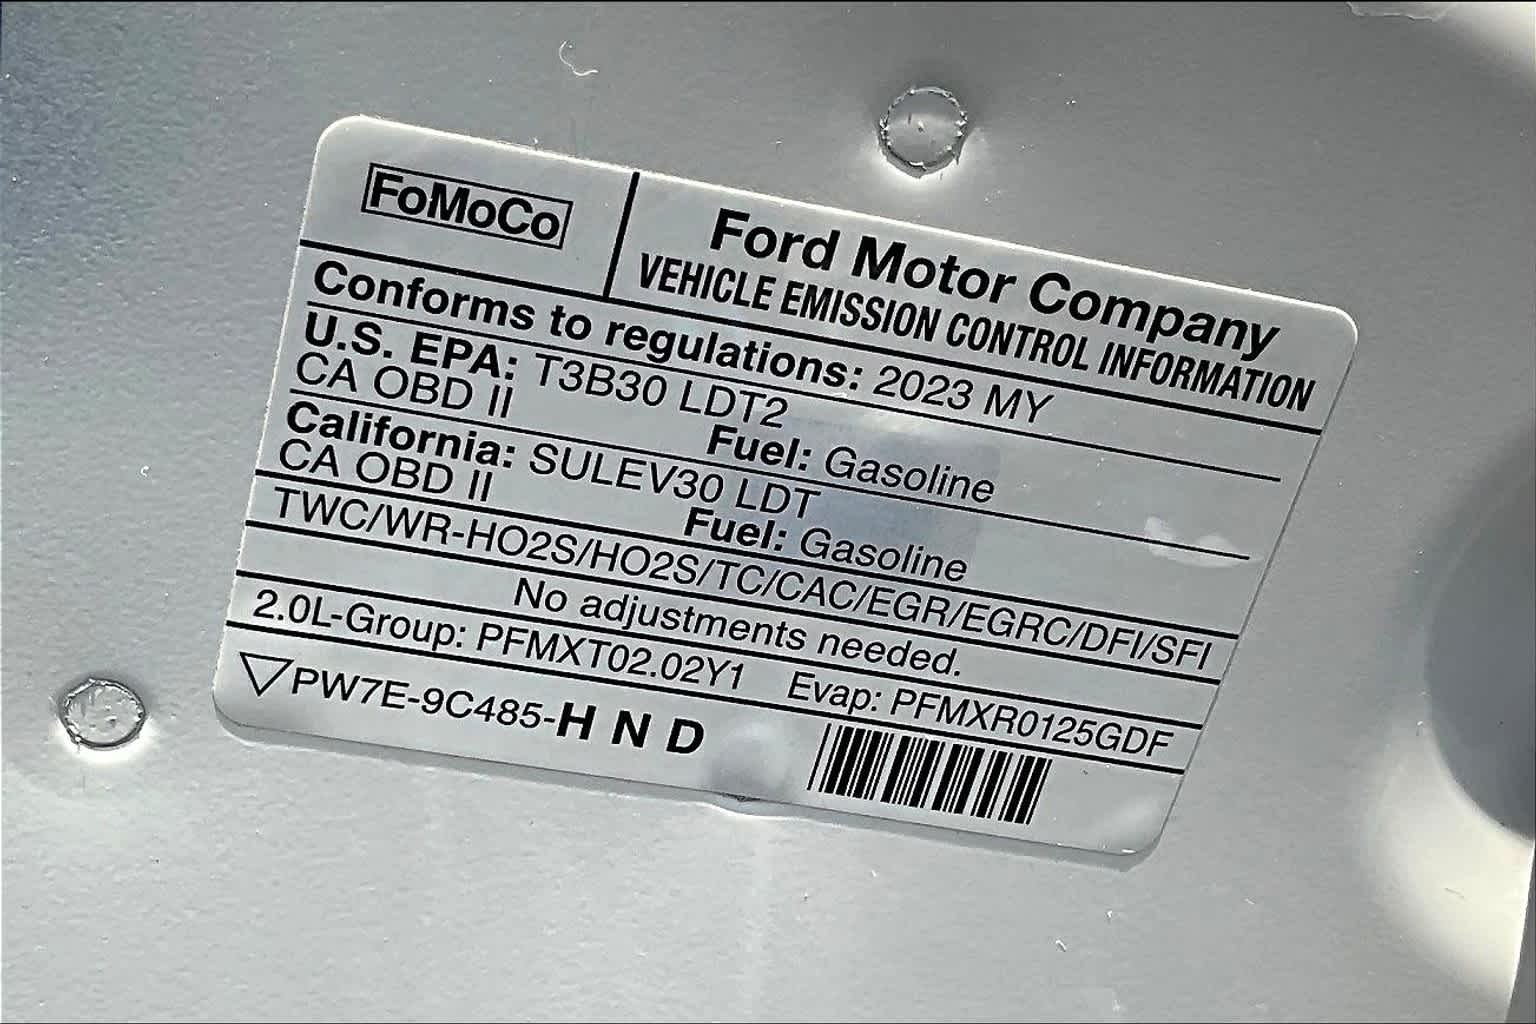 FoMoCo
Ford Motor Company
VEHICLE EMISSION CONTROL INFORMATION
Conforms to regulations: 2023 MY
U.S. EPA: T3B30 LDT2
CA OBD II Fuel: Gasoline
California: SULEV30 LDT
CA OBD II Fuel: Gasoline
TWC/WR-HO2S/HO2S/TC/CAC/EGR/EGRC/DFI/SFI
No adjustments needed.
2.0L-Group: PFMXT02.02Y1 Evap: PFMXR0125GDF
PW7E-9C485-HND